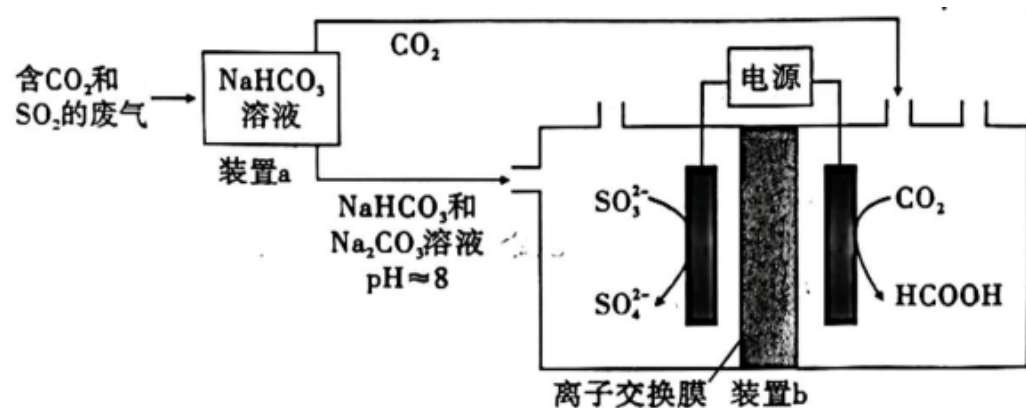 含CO₂和
SO₂的废气
NaHCO₃
溶液
装置a
CO₂
NaHCO₃和
Na₂CO₃溶液
pH≈8
电源
SO₃²⁻
SO₄²⁻
CO₂
HCOOH
离子交换膜
装置b